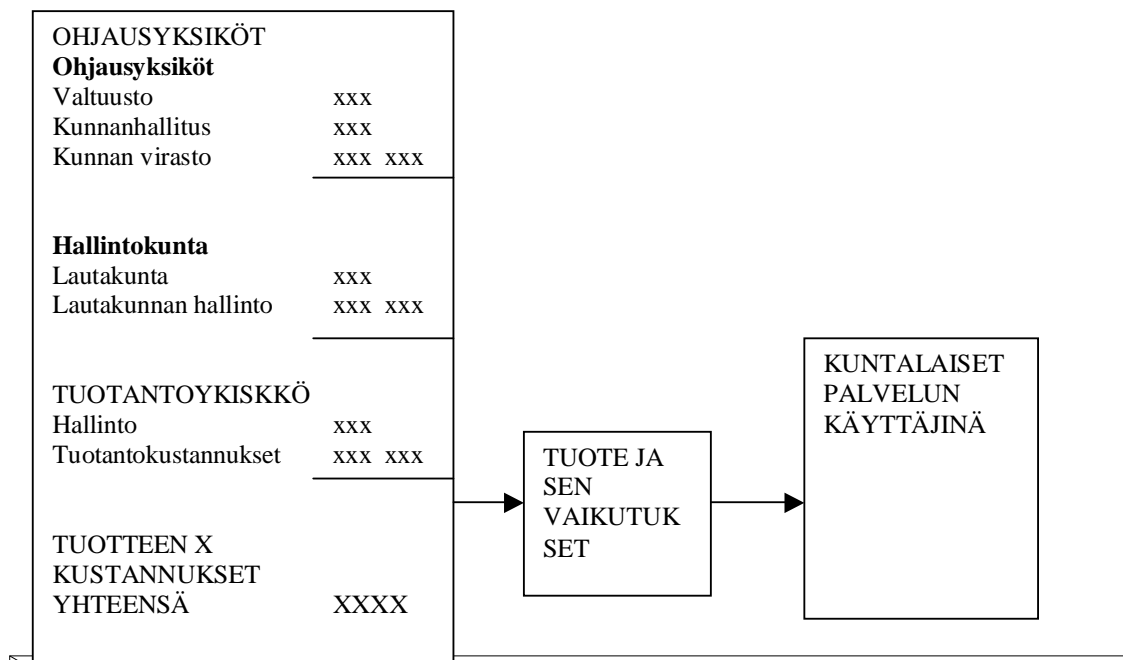 OHJAUSYKSIKÖT
Ohjausyksiköt
Valtuusto xxx
Kunnanhallitus xxx
Kunnan virasto xxx xxx
Hallintokunta
Lautakunta xxx
Lautakunnan hallinto xxx xxx
TUOTANTOYKISKKÖ
Hallinto xxx
Tuotantokustannukset xxx xxx
TUOTTEEN X
KUSTANNUKSET
YHTEENSÄ XXXX
TUOTE JA
SEN
VAIKUTUK
SET
KUNTALAISET
PALVELUN
KÄYTTÄJINÄ